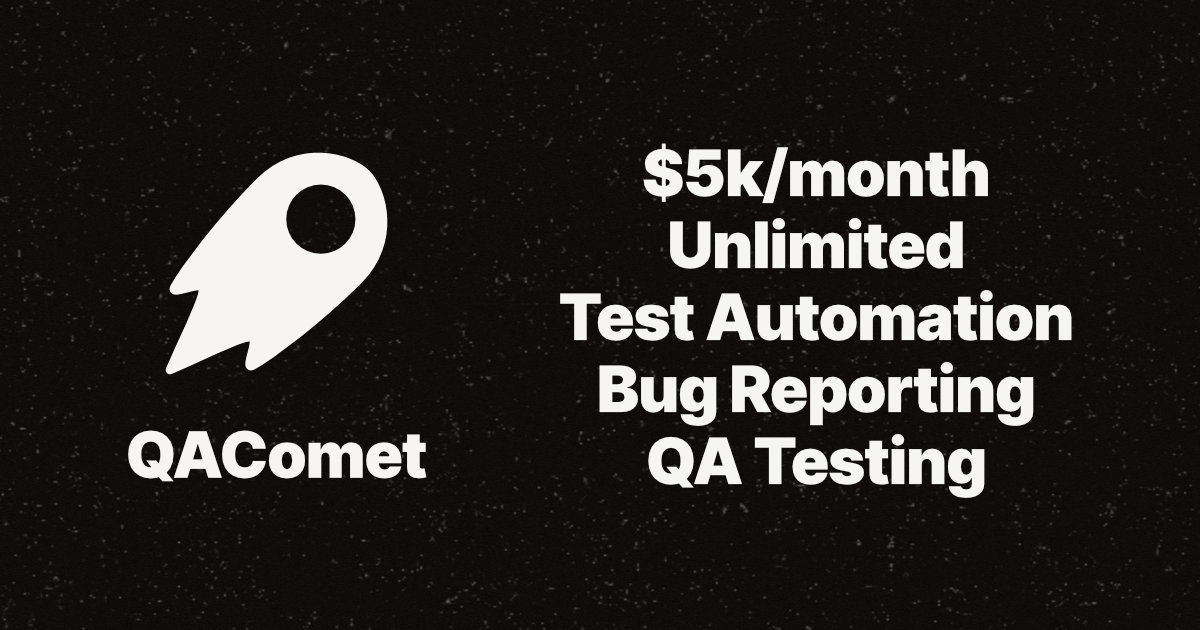 QAComet
$5k/month
Unlimited
Test Automation
Bug Reporting
QA Testing